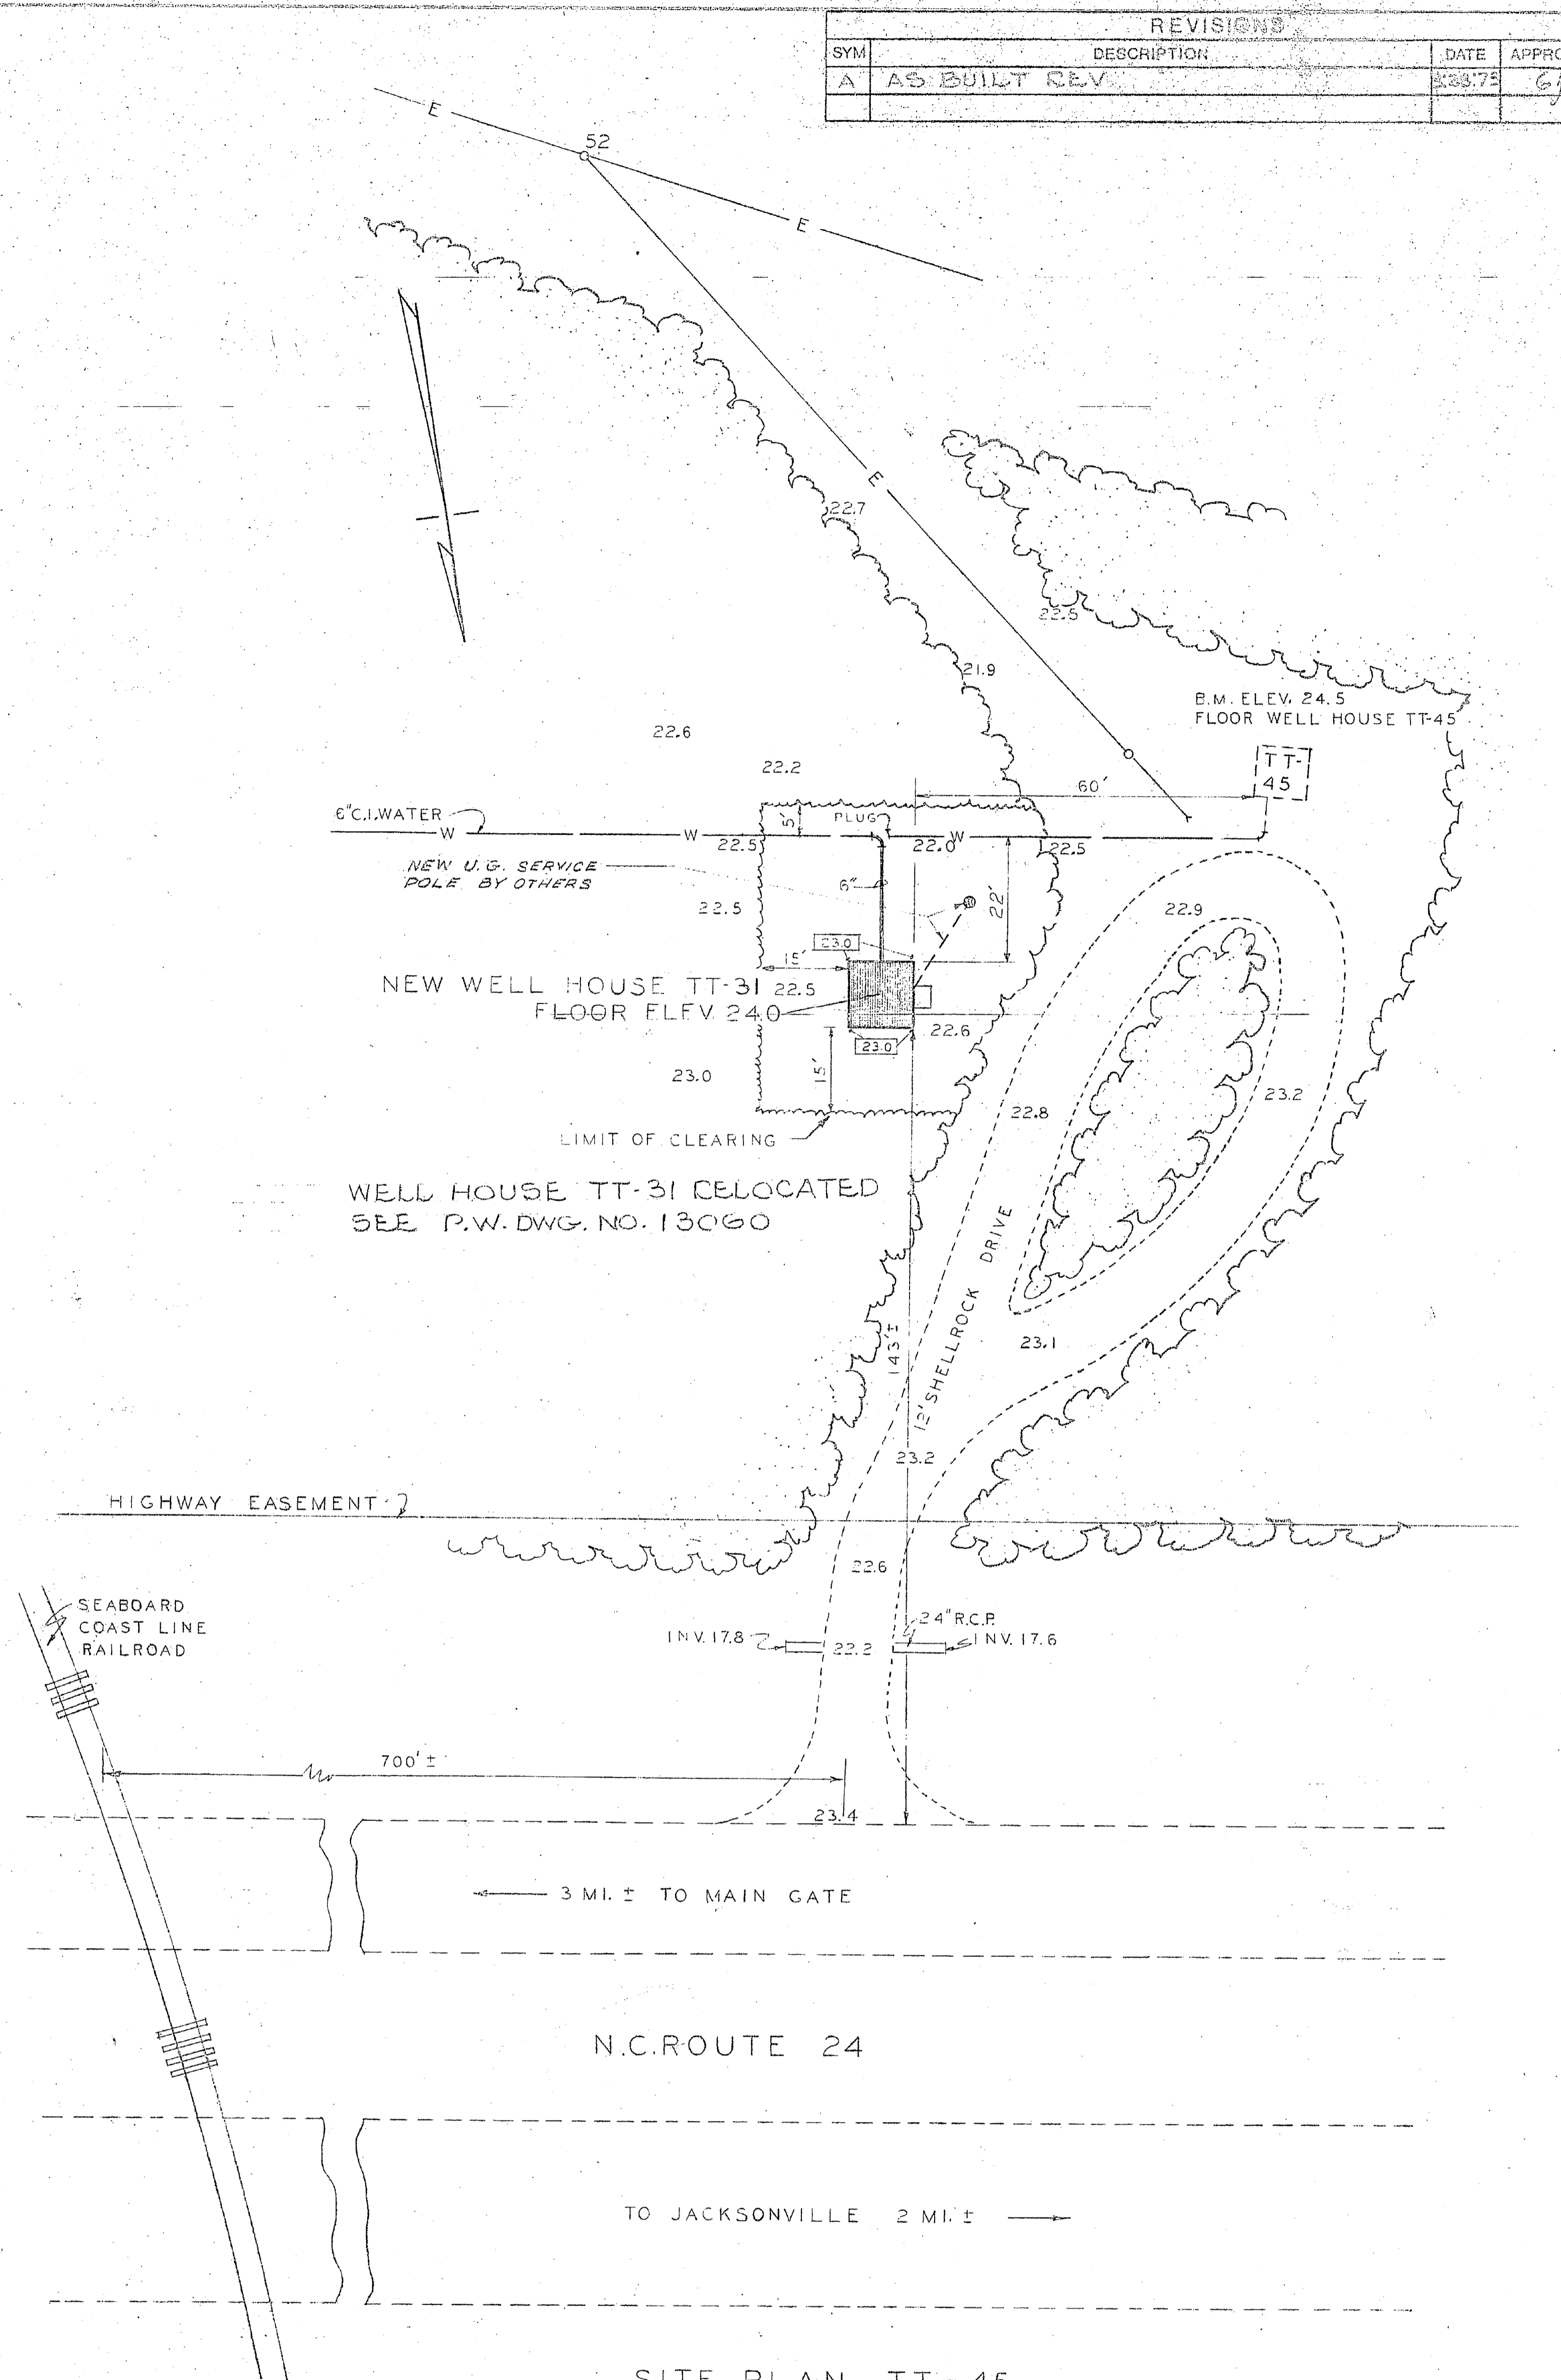 REVISIONS
SYM DESCRIPTION DATE
A AS BUILT REV.
E
52
E
E
22.7
22.5
21.9
B.M. ELEV. 24.5
FLOOR WELL HOUSE TT-45
22.6
22.2
TT-
45
60'
6" C.I. WATER
5'
PLUG
W
W
W
22.5
22.0
22.5
NEW U.G. SERVICE
POLE BY OTHERS
6"
22'
22.9
22.5
23.0
15'
NEW WELL HOUSE TT-31
22.5
FLOOR ELEV. 24.0
22.6
23.0
23.0
15'
22.8
23.2
LIMIT OF CLEARING
WELL HOUSE TT-31 RELOCATED
SEE P.W. DWG. NO. 13060
12' SHELLROCK DRIVE
143'±
23.1
23.2
HIGHWAY EASEMENT
22.6
SEABOARD
COAST LINE
RAILROAD
24" R.C.P.
INV. 17.8
22.2
INV. 17.6
700' ±
23.4
3 MI. ± TO MAIN GATE
N.C. ROUTE 24
TO JACKSONVILLE 2 MI. ±
SITE PLAN TT-45